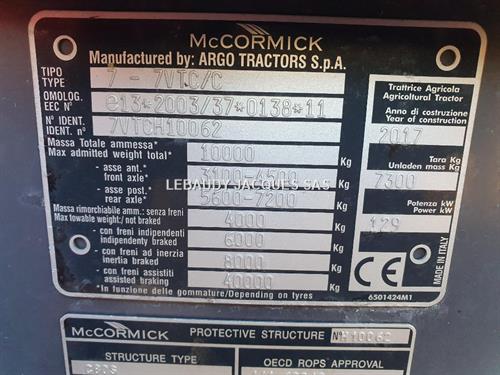 McCORMICK
Manufactured by: ARGO TRACTORS S.p.A.
TIPO
TYPE 7 - 7VTC/C
OMOLOG.
EEC N° e13*2003/37*0138*11
N° IDENT.
IDENT. n° 7VTCH10062
Massa Totale ammessa*
Max admitted weight total* 10000 Kg
- asse ant.*
front axle* 3100-4500 Kg
- asse post.*
rear axle* 5600-7200 Kg
Massa rimorchiabile ammis.: senza freni
Max towable weight:/ not braked 4000 Kg
- con freni indipendenti
independenty braked 6000 Kg
- con freni ad inerzia
inertia braked 8000 Kg
- con freni assistiti
assisted braking 40000 Kg
*In funzione delle gommature/Depending on tyres
Trattrice Agricola
Agricoltural Tractor
Anno di costruzione
Year of construction
2017
Tara Kg
Unladen mass Kg
7300
Potenza kW
Power kW
129
CE
MADE IN ITALY
6501424M1
LEBAUDY JACQUES SAS
McCORMICK PROTECTIVE STRUCTURE N° H10062
STRUCTURE TYPE OECD ROPS APPROVAL